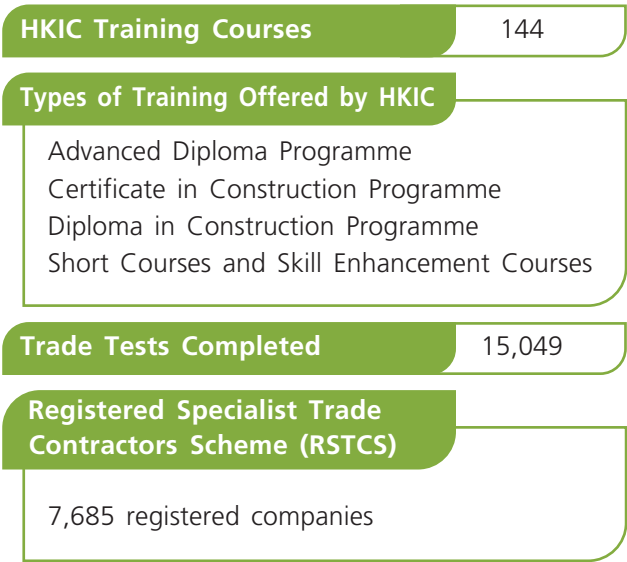 HKIC Training Courses 144
Types of Training Offered by HKIC
Advanced Diploma Programme
Certificate in Construction Programme
Diploma in Construction Programme
Short Courses and Skill Enhancement Courses
Trade Tests Completed 15,049
Registered Specialist Trade
Contractors Scheme (RSTCS)
7,685 registered companies